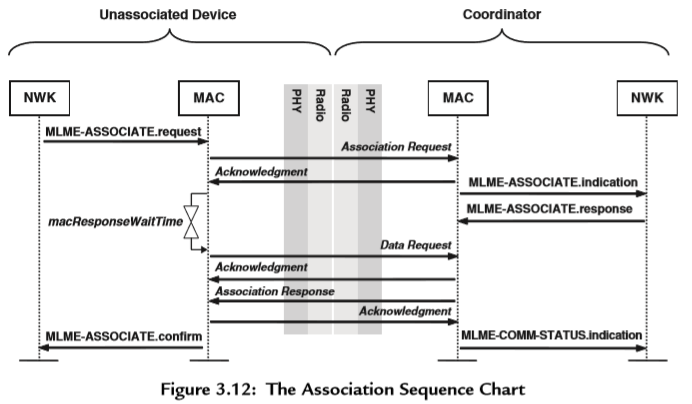 Unassociated Device
Coordinator
NWK
MAC
PHY
Radio
Radio
PHY
MAC
NWK
MLME-ASSOCIATE.request
Association Request
Acknowledgment
MLME-ASSOCIATE.indication
MLME-ASSOCIATE.response
macResponseWaitTime
Data Request
Acknowledgment
Association Response
Acknowledgment
MLME-ASSOCIATE.confirm
MLME-COMM-STATUS.indication
Figure 3.12: The Association Sequence Chart